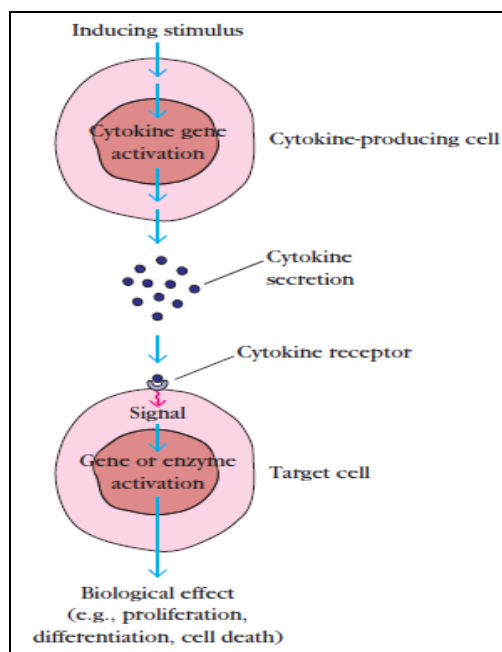 Inducing stimulus
Cytokine gene
activation
Cytokine-producing cell
Cytokine
secretion
Cytokine receptor
Signal
Gene or enzyme
activation
Target cell
Biological effect
(e.g., proliferation,
differentiation, cell death)